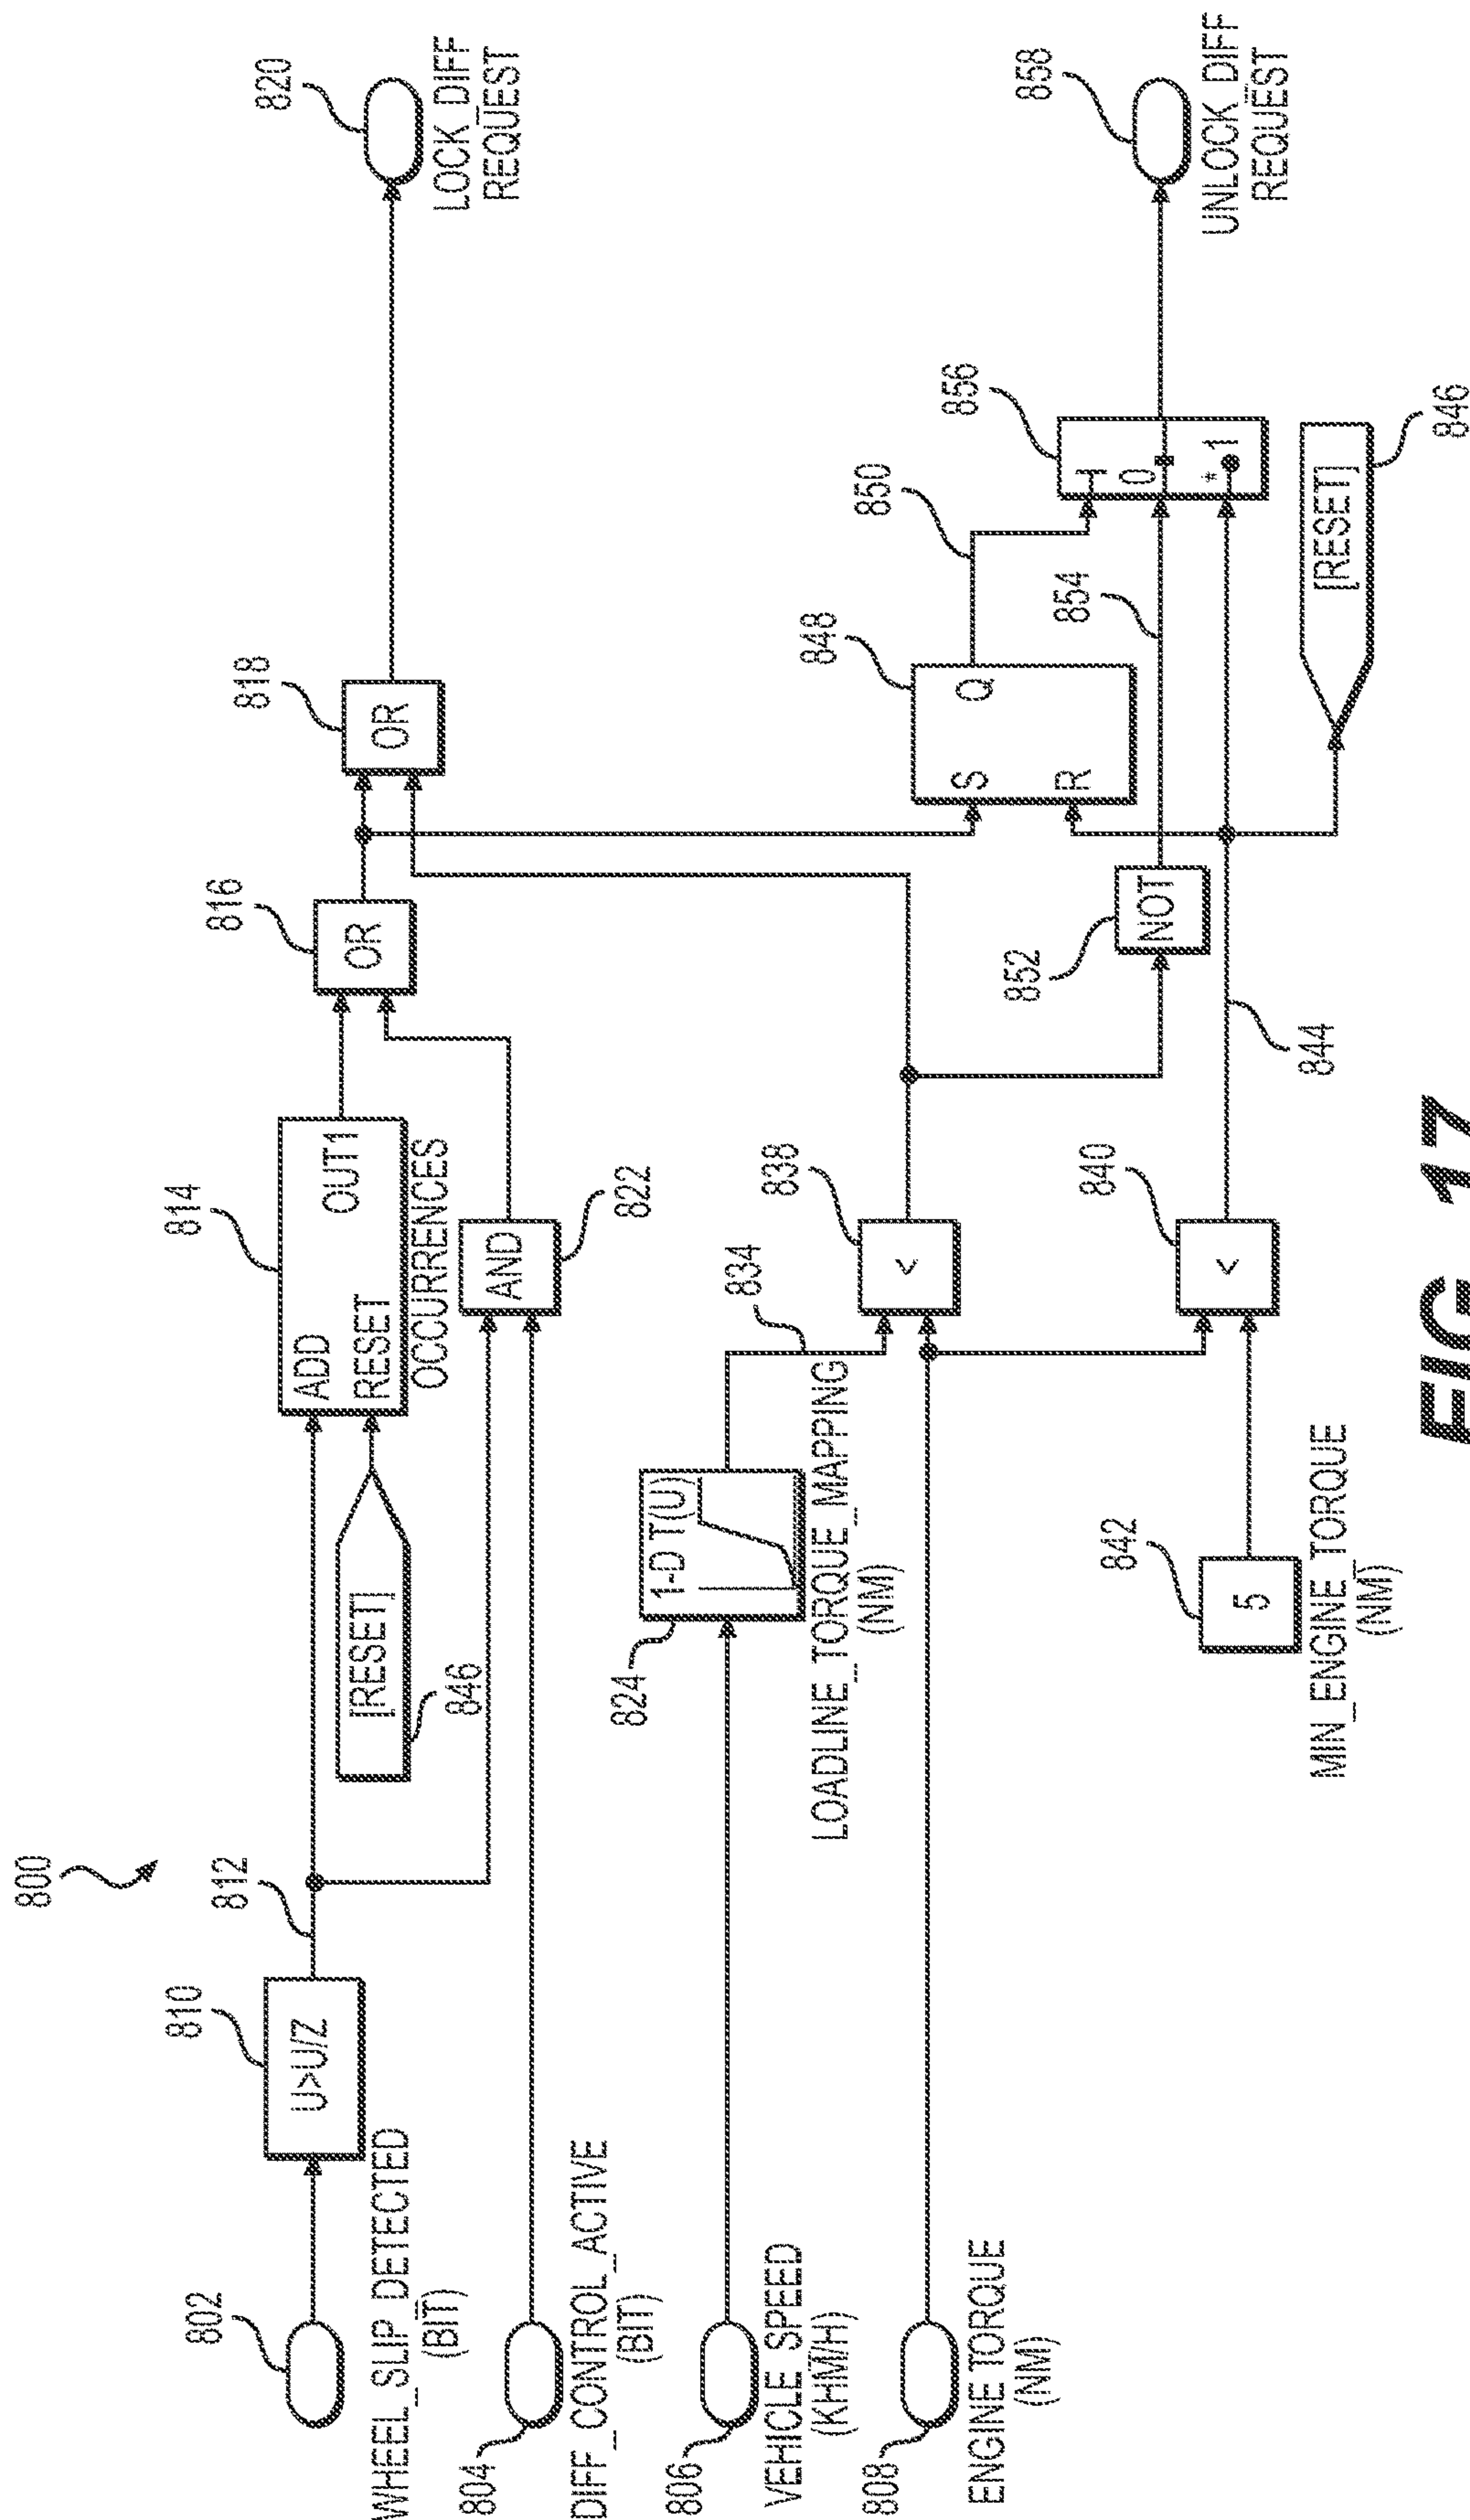 800
802
WHEEL_SLIP_DETECTED
(BIT)
804
DIFF_CONTROL_ACTIVE
(BIT)
806
VEHICLE SPEED
(KHM/H)
808
ENGINE TORQUE
(NM)
810
U>U/Z
812
[RESET]
846
814
ADD
RESET
OUT1
OCCURRENCES
AND
822
824
1-D T(U)
LOADLINE_TORQUE_MAPPING
(NM)
834
838
<
840
<
842
5
MIN_ENGINE_TORQUE
(NM)
844
816
OR
818
OR
820
LOCK_DIFF
REQUEST
848
S
Q
R
850
852
NOT
854
856
T
0
* 1
[RESET]
846
858
UNLOCK_DIFF
REQUEST
FIG. 17